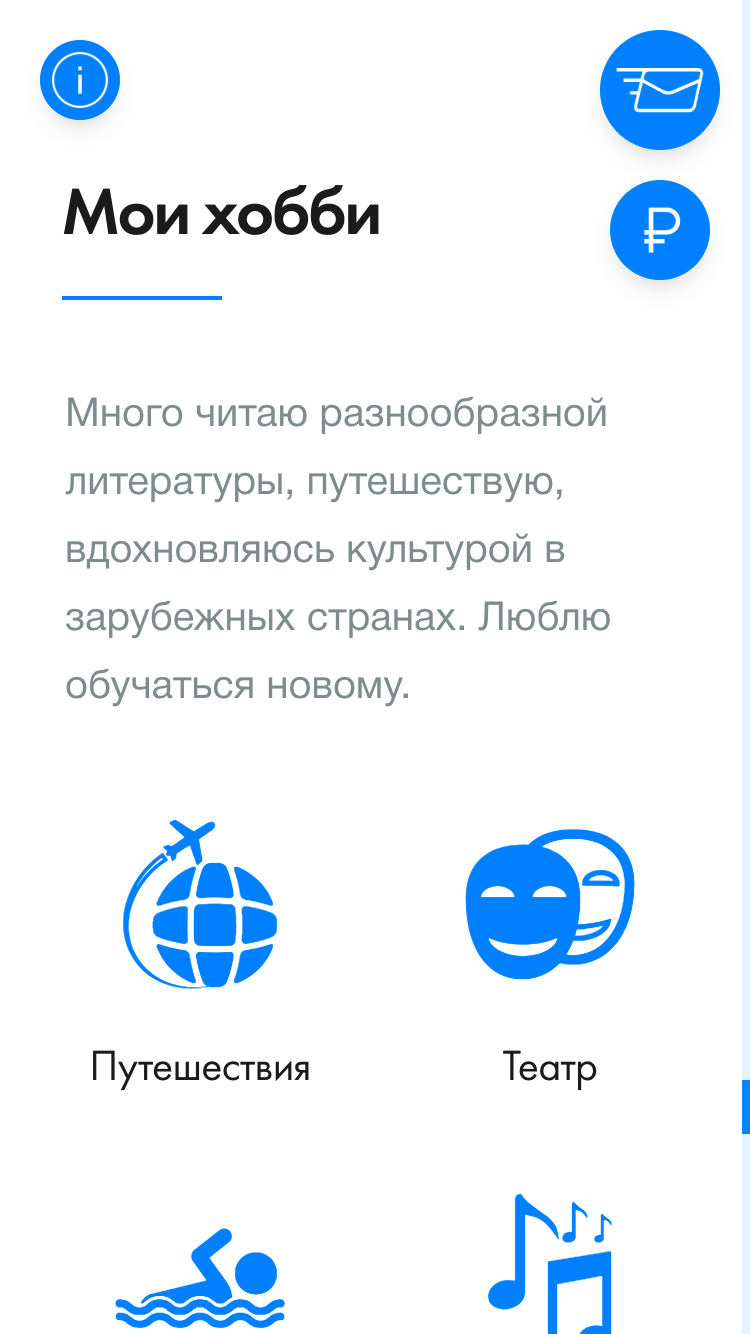 Мои хобби
Много читаю разнообразной
литературы, путешествую,
вдохновляюсь культурой в
зарубежных странах. Люблю
обучаться новому.
Путешествия
Театр